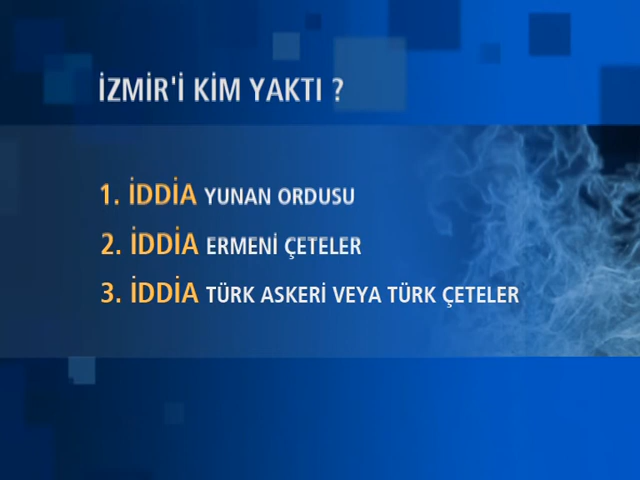 İZMİR'İ KİM YAKTI ?
1. İDDİA YUNAN ORDUSU
2. İDDİA ERMENİ ÇETELER
3. İDDİA TÜRK ASKERİ VEYA TÜRK ÇETELER